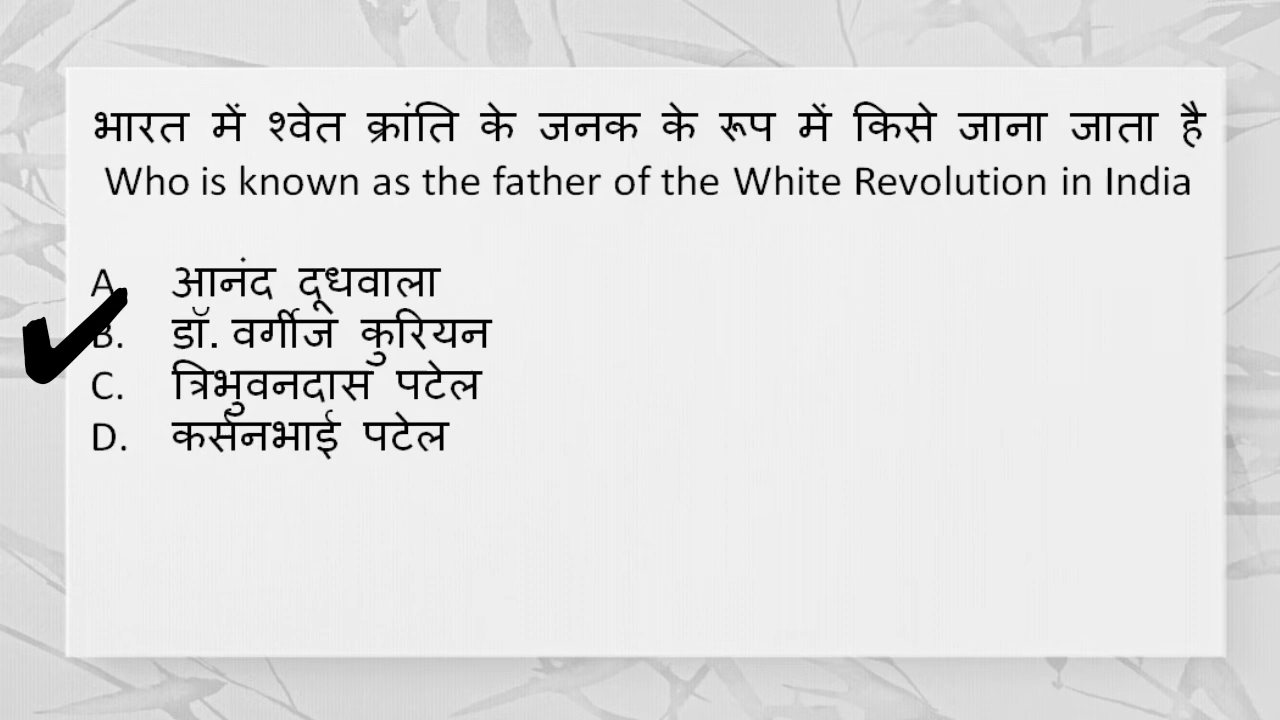 भारत में श्वेत क्रांति के जनक के रूप में किसे जाना जाता है
Who is known as the father of the White Revolution in India
A. आनंद दूधवाला
B. डॉ. वर्गीज कुरियन
C. त्रिभुवनदास पटेल
D. कर्सनभाई पटेल